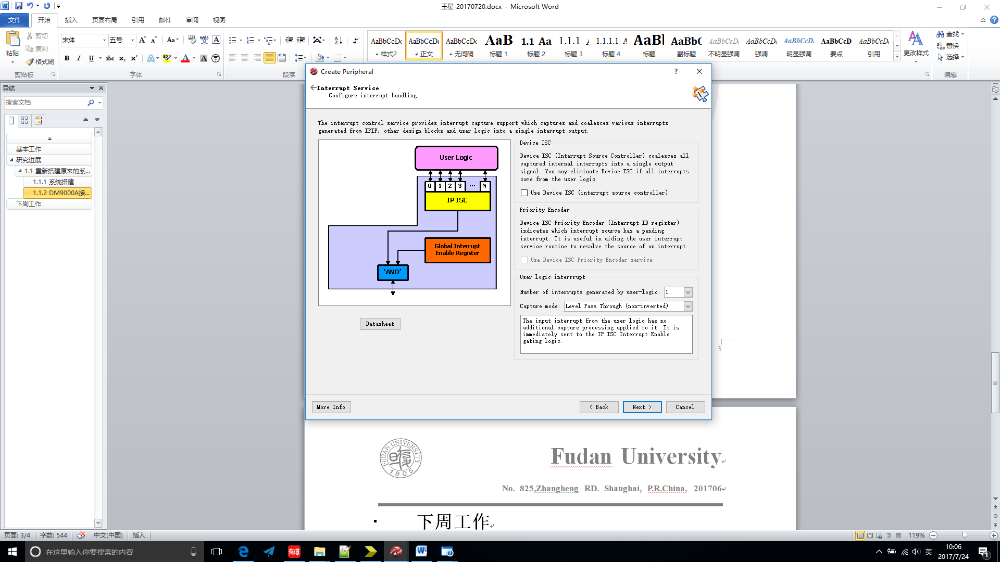 王星-20170720.docx - Microsoft Word
文件 开始 插入 页面布局 引用 邮件 审阅 视图
粘贴 剪切 复制 格式刷
宋体 五号
AaBbCcDc 样式2
AaBbCcDc 正文
AaBbCcDc 无间隔
AaB 标题 1
1.1 Aa 标题 2
1.1.1 标题 3
1.1.1.1 标题 4
AaBl 标题
AaBbC 副标题
AaBbCcDc 不明显强调
AaBbCcDc 强调
AaBbCcDc 明显强调
AaBbCcD 要点
AaBbCcDc 引用
更改样式
查找
替换
选择
剪贴板 字体 段落 编辑
导航
搜索文档
基本工作
研究进展
1.1 重新搭建原来的系...
1.1.1 系统搭建
1.1.2 DM9000A接...
下周工作
Create Peripheral
Interrupt Service
Configure interrupt handling.
The interrupt control service provides interrupt capture support which captures and coalesces various interrupts
generated from IPIF, other design blocks and user logic into a single interrupt output.
User Logic
0 1 2 3 ... N
IP ISC
Global Interrupt
Enable Register
'AND'
Datasheet
Device ISC
Device ISC (Interrupt Source Controller) coalesces all
captured internal interrupts into a single output
signal. You may eliminate Device ISC if all interrupts
come from the user logic.
Use Device ISC (interrupt source controller)
Priority Encoder
Device ISC Priority Encoder (Interrupt ID register)
indicates which interrupt source has a pending
interrupt. It is useful in aiding the user interrupt
service routine to resolve the source of an interrupt.
Use Device ISC Priority Encoder service
User logic interrrupt
Number of interrupts generated by user-logic: 1
Capture mode: Level Pass Through (non-inverted)
The input interrupt from the user logic has no
additional capture processing applied to it. It is
immediately sent to the IP ISC Interrupt Enable
gating logic.
More Info < Back Next > Cancel
3
FUDAN UNIVERSITY
1905
Fudan University
No. 825,Zhangheng RD. Shanghai, P.R.China, 201706
下周工作
页面: 3/4 字数: 544 中文(中国) 插入 119%
在这里输入你要搜索的内容
有道
英
10:06
2017/7/24
1